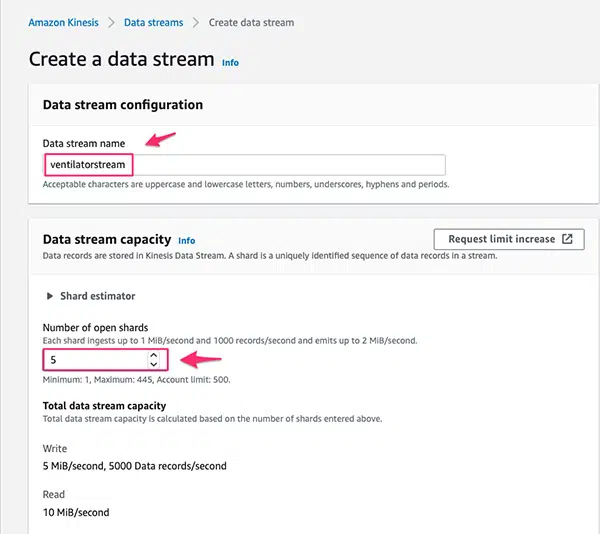 Amazon Kinesis > Data streams > Create data stream
Create a data stream Info
Data stream configuration
Data stream name
ventilatorstream
Acceptable characters are uppercase and lowercase letters, numbers, underscores, hyphens and periods.
Data stream capacity Info
Request limit increase
Data records are stored in Kinesis Data Stream. A shard is a uniquely identified sequence of data records in a stream.
Shard estimator
Number of open shards
Each shard ingests up to 1 MiB/second and 1000 records/second and emits up to 2 MiB/second.
5
Minimum: 1, Maximum: 445, Account limit: 500.
Total data stream capacity
Total data stream capacity is calculated based on the number of shards entered above.
Write
5 MiB/second, 5000 Data records/second
Read
10 MiB/second